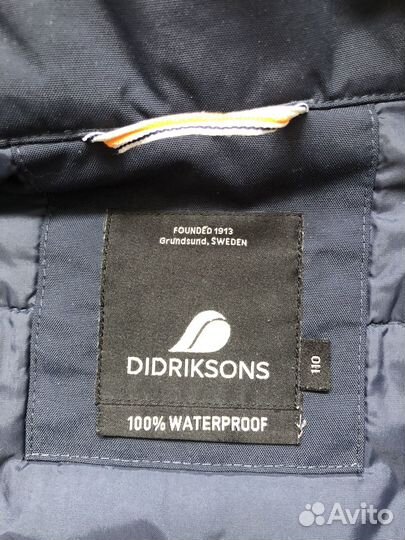 FOUNDED 1913
Grundsund, SWEDEN
DIDRIKSONS
110
100% WATERPROOF
Avito